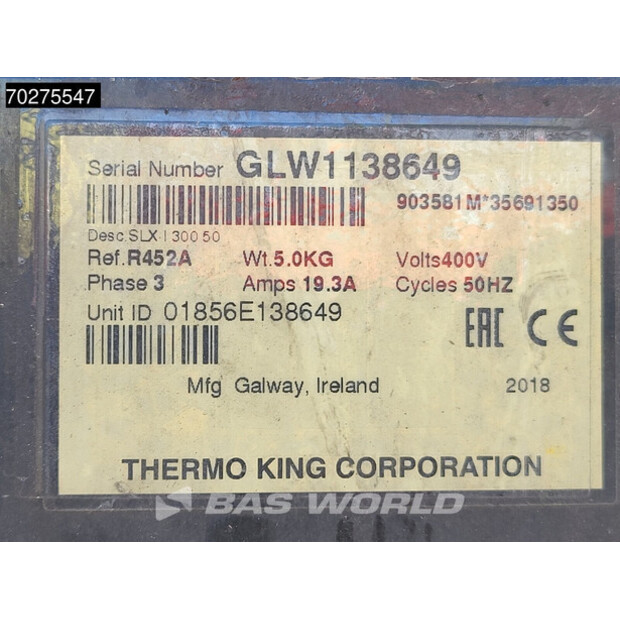 70275547
Serial Number GLW1138649
903581M*35691350
Desc.SLX I 300 50
Ref.R452A Wt.5.0KG Volts400V
Phase 3 Amps 19.3A Cycles 50HZ
Unit ID 01856E138649
EAC CE
Mfg Galway, Ireland 2018
THERMO KING CORPORATION
BAS WORLD